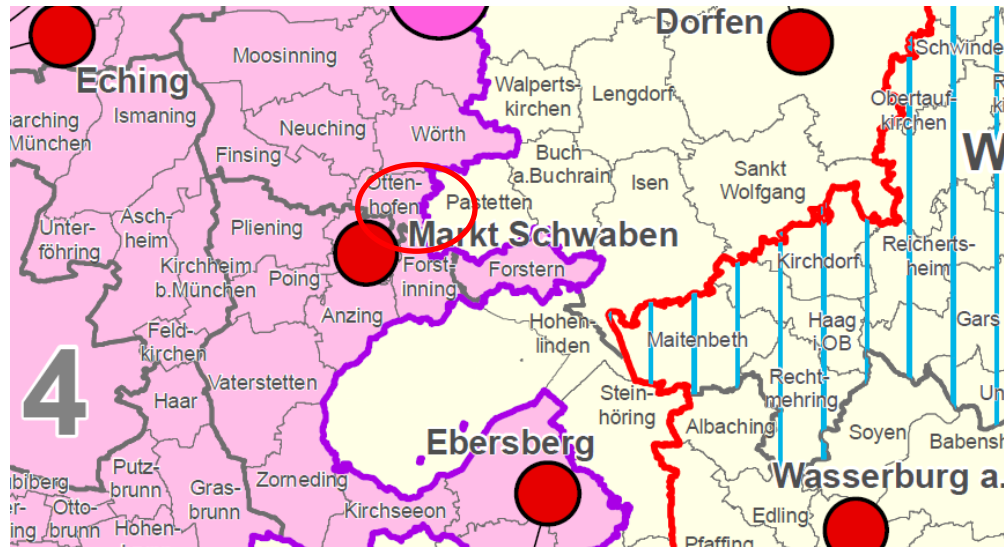 Dorfen
Schwinde
Moosinning
Eching
Walperts-
kirchen
Lengdorf
Obertauf-
kirchen
Ismaning
Garching
München
Neuching
Wörth
W
Finsing
Buch
a.Buchrain
Sankt
Wolfgang
Isen
Otten-
hofen
Pastetten
Asch-
heim
Unter-
föhring
Pliening
Markt Schwaben
Reicherts-
heim
Kirchheim
b.München
Poing
Forst-
inning
Forstern
Kirchdorf
Anzing
Hohen-
linden
Haag
i.OB
Gars
Maitenbeth
Feld-
kirchen
4
Vaterstetten
Recht-
mehring
Haar
Stein-
höring
Un
Albaching
Soyen
Babensh
Ebersberg
Putz-
brunn
Zorneding
Wasserburg a.
ubiberg
Gras-
brunn
Otto-
brunn
Kirchseeon
Edling
Hohen-
Pfaffing